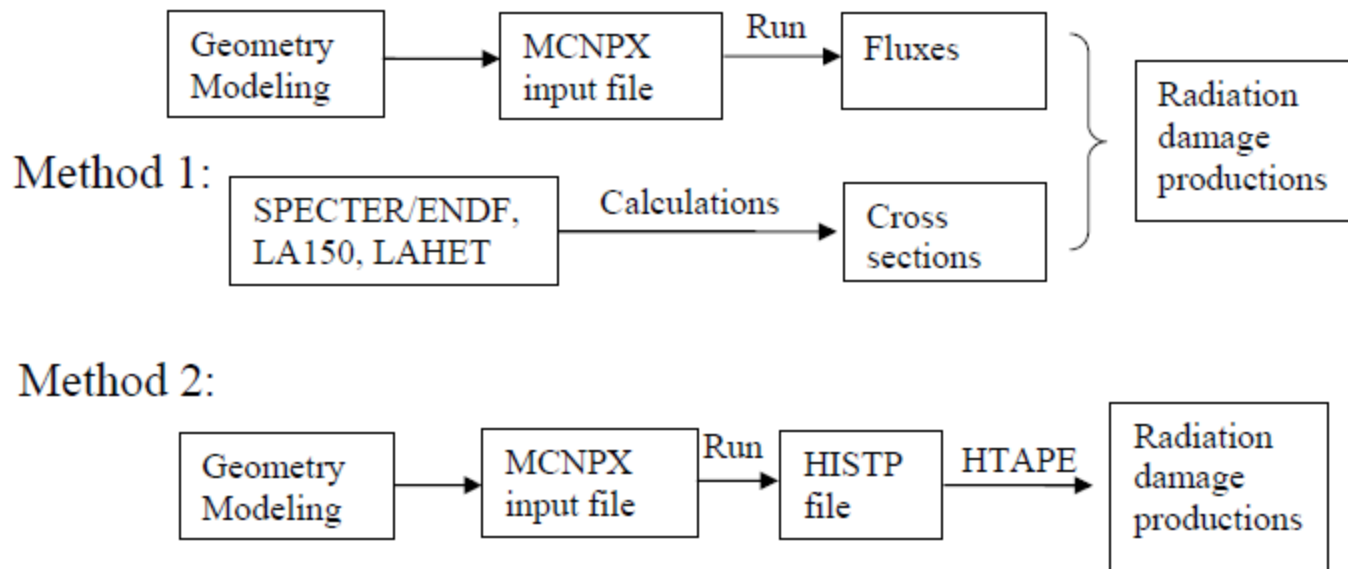 Geometry
Modeling
MCNPX
input file
Run
Fluxes
Radiation
damage
productions
Method 1:
SPECTER/ENDF,
LA150, LAHET
Calculations
Cross
sections
Method 2:
Geometry
Modeling
MCNPX
input file
Run
HISTP
file
HTAPE
Radiation
damage
productions